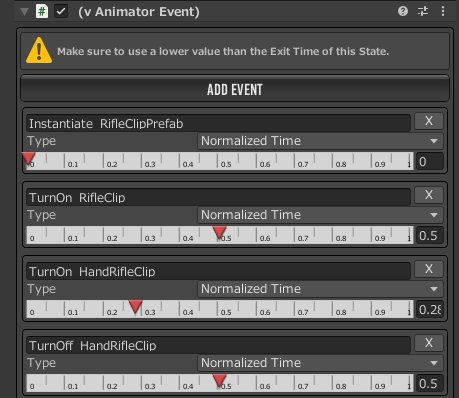 (v Animator Event)
Make sure to use a lower value than the Exit Time of this State.
ADD EVENT
Instantiate RifleClipPrefab X
Type Normalized Time
0 0.1 0.2 0.3 0.4 0.5 0.6 0.7 0.8 0.9 1 0
TurnOn RifleClip X
Type Normalized Time
0 0.1 0.2 0.3 0.4 0.5 0.6 0.7 0.8 0.9 1 0.5
TurnOn HandRifleClip X
Type Normalized Time
0 0.1 0.2 0.3 0.4 0.5 0.6 0.7 0.8 0.9 1 0.28
TurnOff HandRifleClip X
Type Normalized Time
0 0.1 0.2 0.3 0.4 0.5 0.6 0.7 0.8 0.9 1 0.5